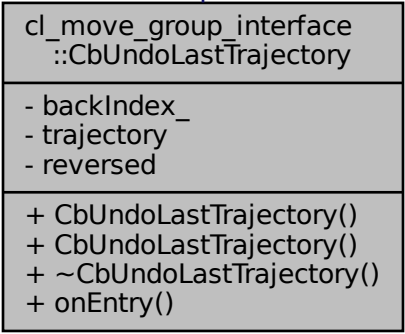 cl_move_group_interface
::CbUndoLastTrajectory
- backIndex_
- trajectory
- reversed
+ CbUndoLastTrajectory()
+ CbUndoLastTrajectory()
+ ~CbUndoLastTrajectory()
+ onEntry()